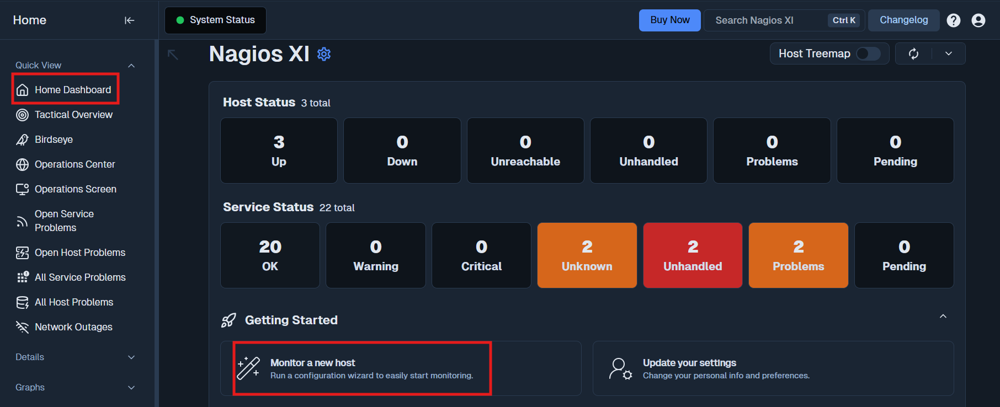 Home
System Status
Buy Now
Search Nagios XI
Ctrl K
Changelog
Quick View
Home Dashboard
Tactical Overview
Birdseye
Operations Center
Operations Screen
Open Service
Problems
Open Host Problems
All Service Problems
All Host Problems
Network Outages
Details
Graphs
Nagios XI
Host Treemap
Host Status 3 total
3
Up
0
Down
0
Unreachable
0
Unhandled
0
Problems
0
Pending
Service Status 22 total
20
OK
0
Warning
0
Critical
2
Unknown
2
Unhandled
2
Problems
0
Pending
Getting Started
Monitor a new host
Run a configuration wizard to easily start monitoring.
Update your settings
Change your personal info and preferences.